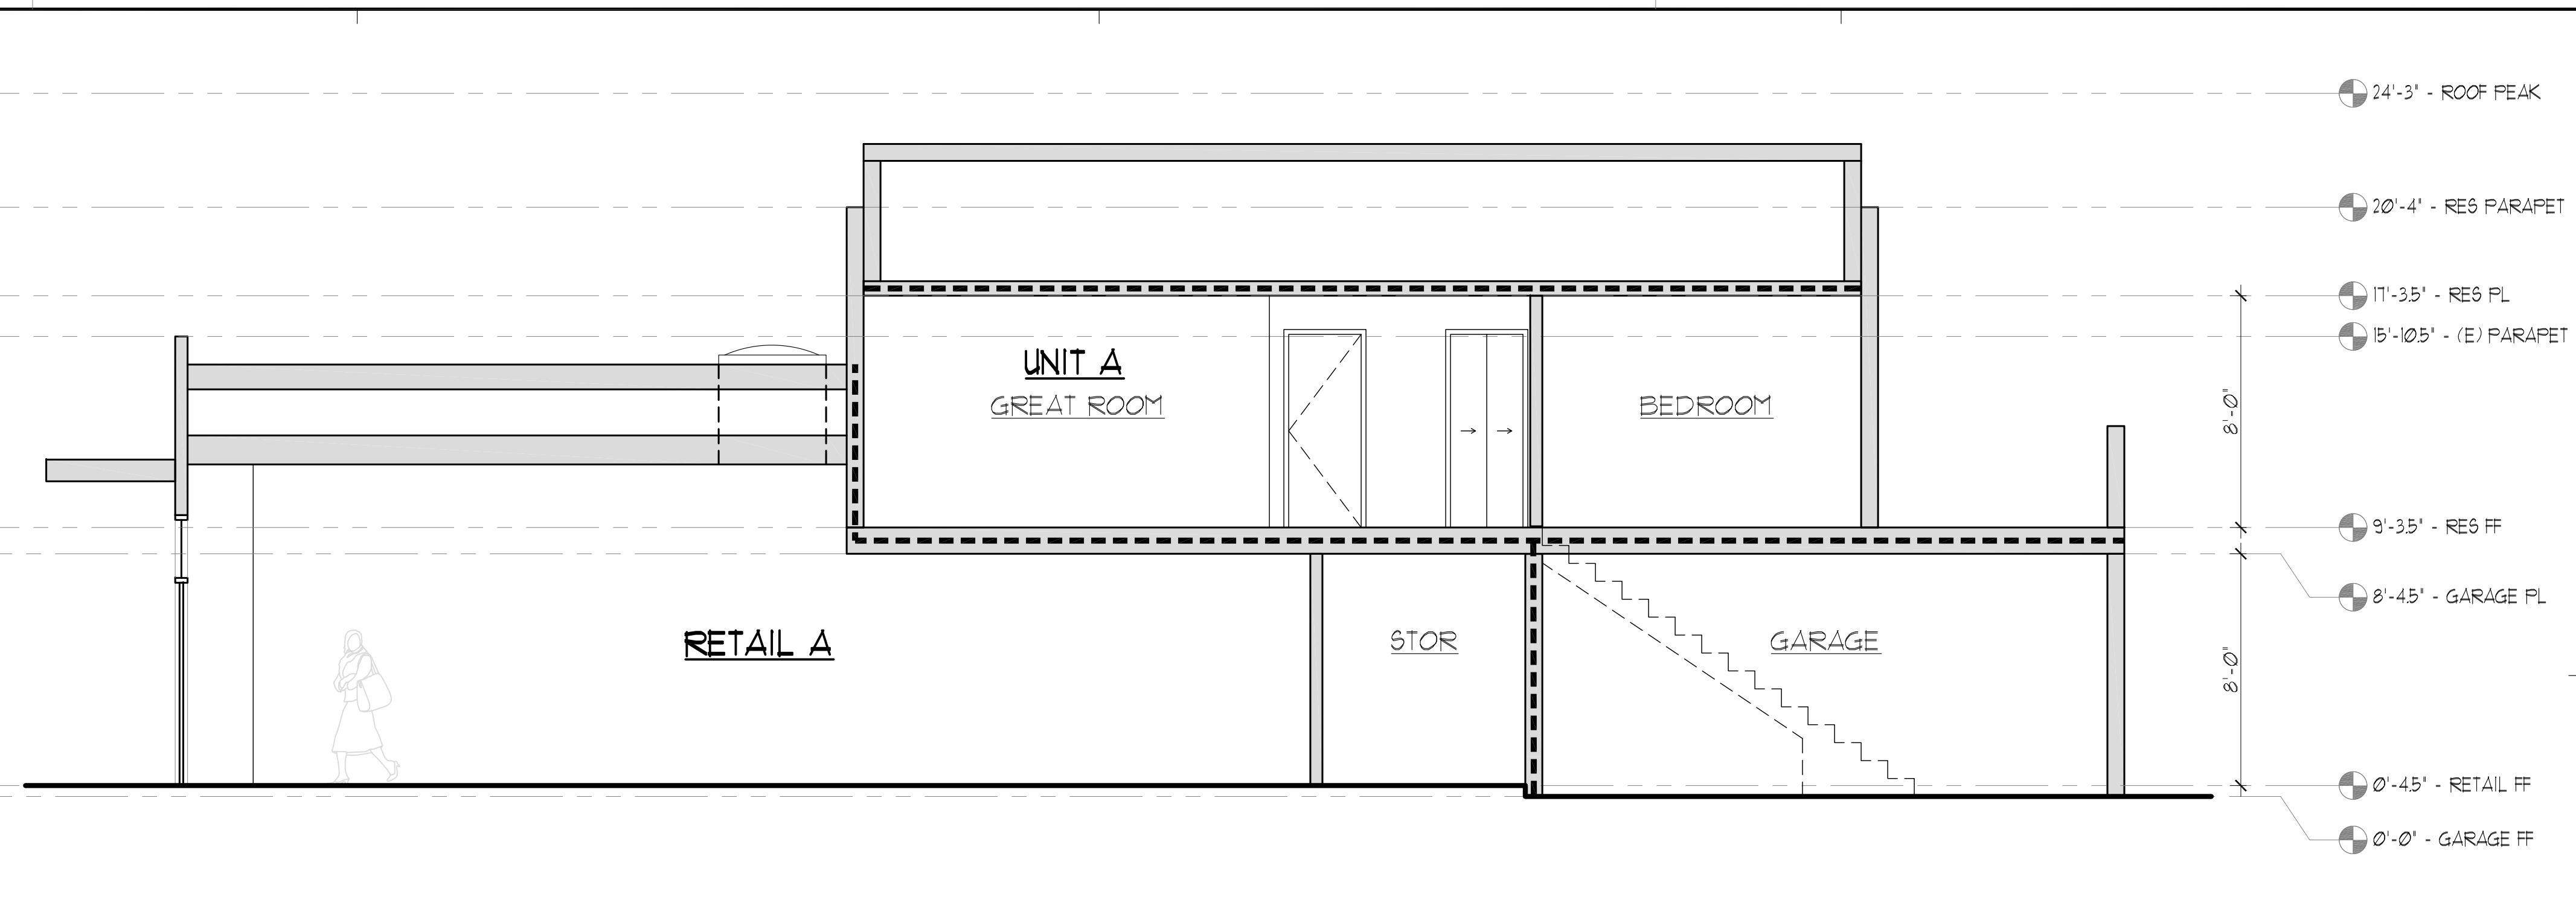 24'-3" - ROOF PEAK
20'-4" - RES PARAPET
17'-3.5" - RES PL
15'-10.5" - (E) PARAPET
UNIT A
GREAT ROOM
BEDROOM
8'-0"
9'-3.5" - RES FF
8'-4.5" - GARAGE PL
RETAIL A
STOR
GARAGE
8'-0"
0'-4.5" - RETAIL FF
0'-0" - GARAGE FF